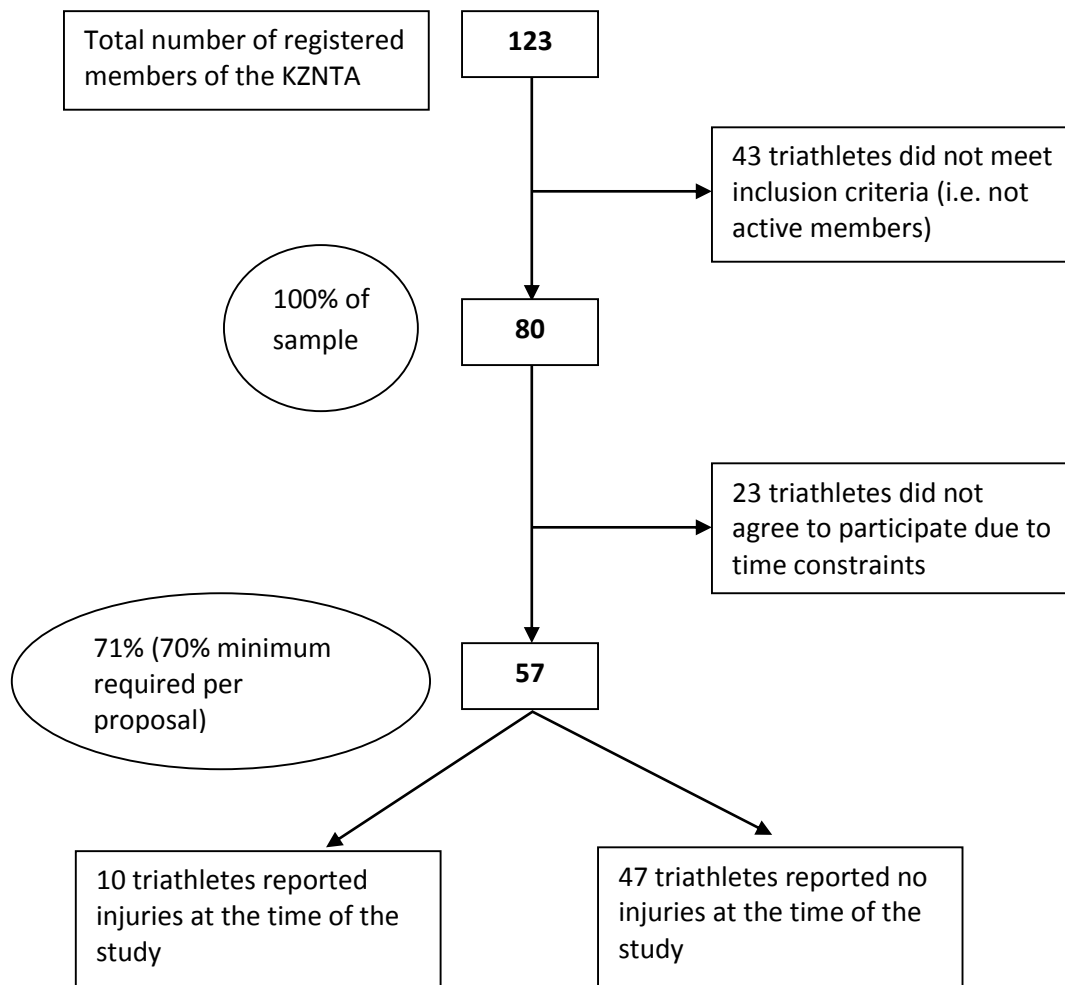 Total number of registered
members of the KZNTA
123
43 triathletes did not meet
inclusion criteria (i.e. not
active members)
100% of
sample
80
23 triathletes did not
agree to participate due to
time constraints
71% (70% minimum
required per
proposal)
57
10 triathletes reported
injuries at the time of the
study
47 triathletes reported no
injuries at the time of the
study